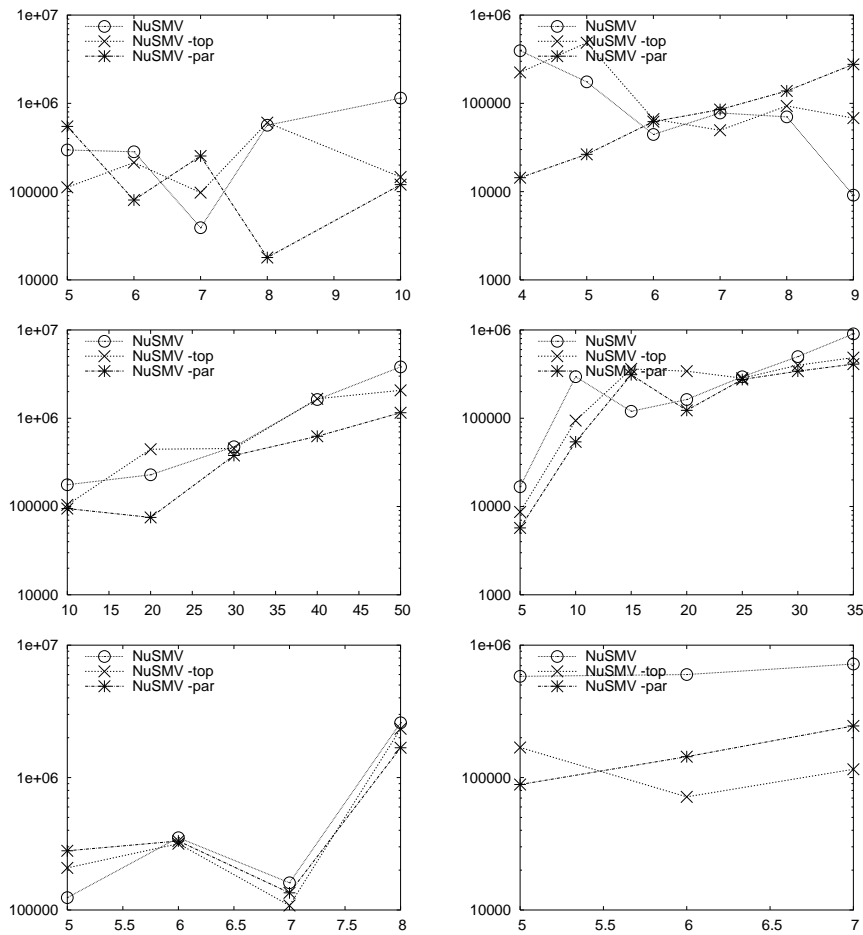 1e+07
NuSMV
NuSMV -top
NuSMV -par
1e+06
100000
10000
5 6 7 8 9 10
1e+06
NuSMV
NuSMV -top
NuSMV -par
100000
10000
1000
4 5 6 7 8 9
1e+07
NuSMV
NuSMV -top
NuSMV -par
1e+06
100000
10000
10 15 20 25 30 35 40 45 50
1e+06
NuSMV
NuSMV -top
NuSMV -par
100000
10000
1000
5 10 15 20 25 30 35
1e+07
NuSMV
NuSMV -top
NuSMV -par
1e+06
100000
5 5.5 6 6.5 7 7.5 8
1e+06
NuSMV
NuSMV -top
NuSMV -par
100000
10000
5 5.5 6 6.5 7